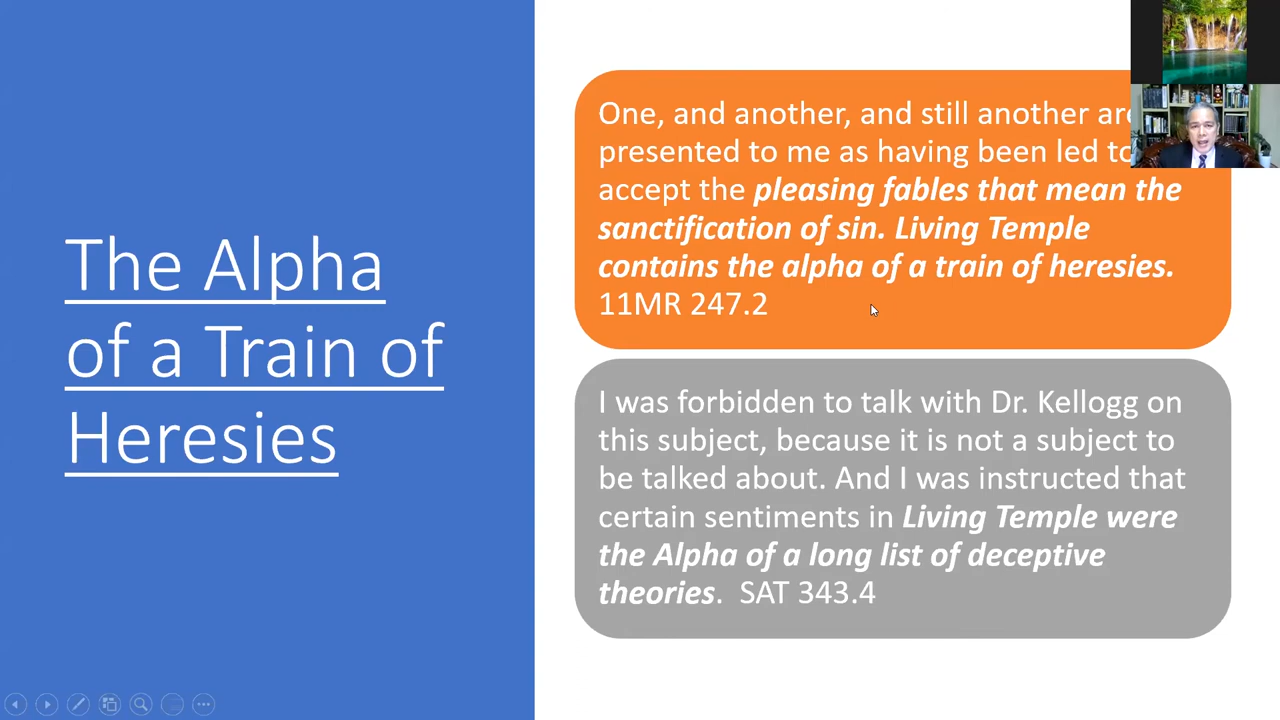 The Alpha
of a Train of
Heresies
One, and another, and still another are
presented to me as having been led to
accept the pleasing fables that mean the
sanctification of sin. Living Temple
contains the alpha of a train of heresies.
11MR 247.2
I was forbidden to talk with Dr. Kellogg on
this subject, because it is not a subject to
be talked about. And I was instructed that
certain sentiments in Living Temple were
the Alpha of a long list of deceptive
theories. SAT 343.4